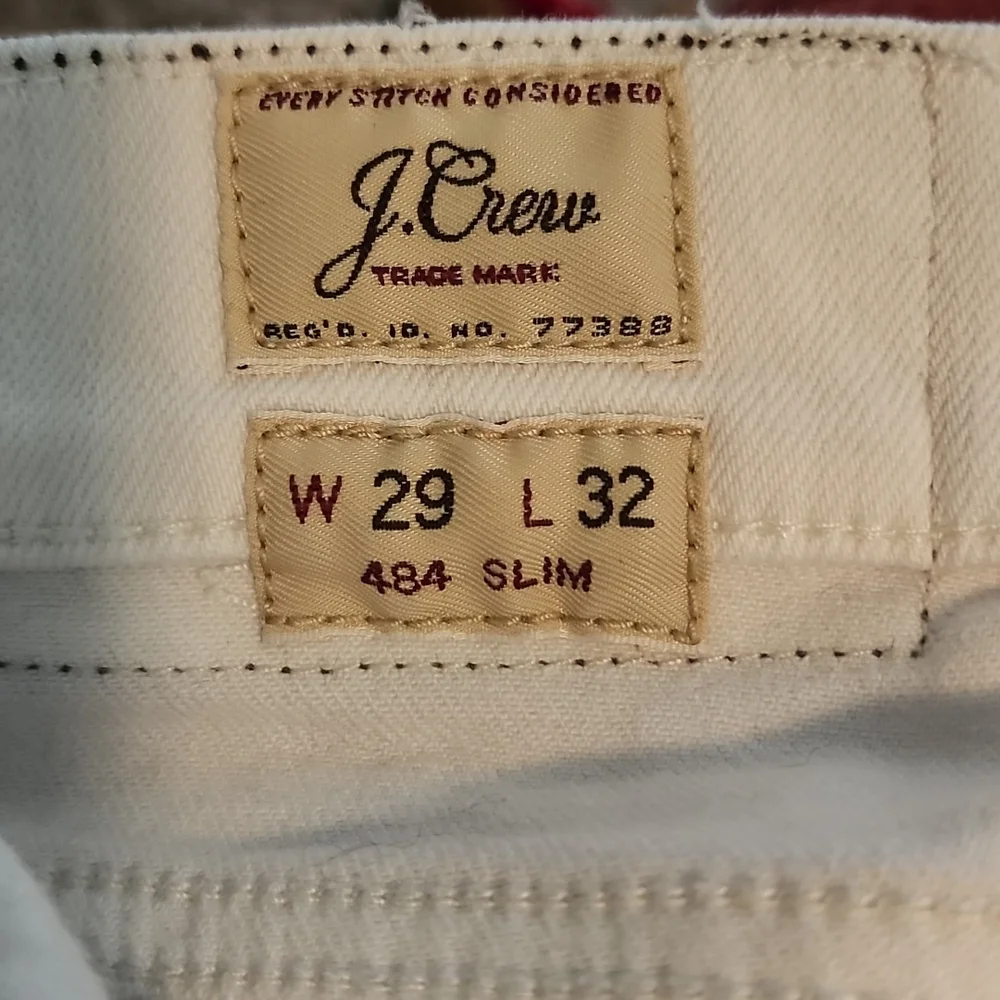 EVERY STITCH CONSIDERED
J.Crew
TRADE MARK
REG'D. ID. NO. 77388
W 29 L 32
484 SLIM